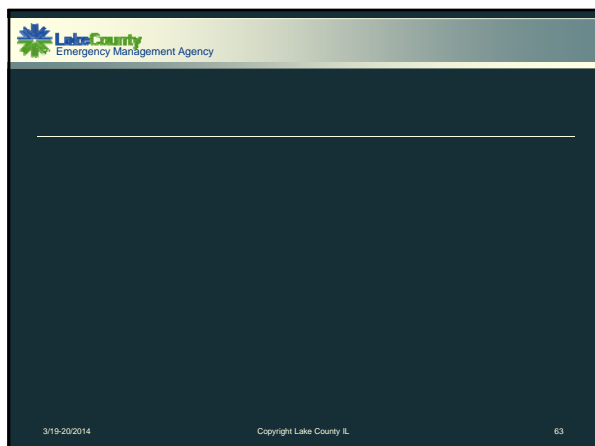 LakeCounty
Emergency Management Agency
3/19-20/2014 Copyright Lake County IL 63